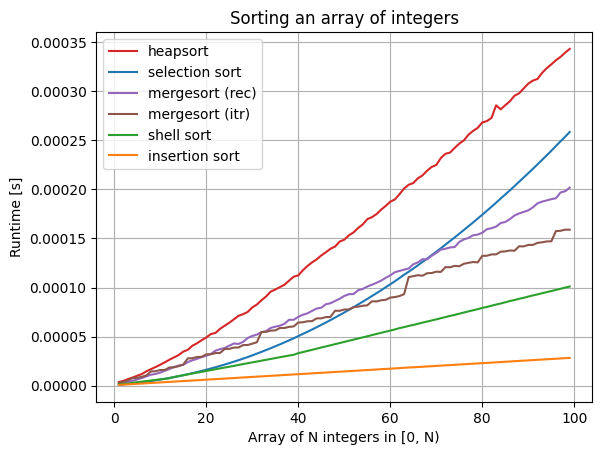 Sorting an array of integers
heapsort
selection sort
mergesort (rec)
mergesort (itr)
shell sort
insertion sort
Runtime [s]
0.00035
0.00030
0.00025
0.00020
0.00015
0.00010
0.00005
0.00000
0 20 40 60 80 100
Array of N integers in [0, N)